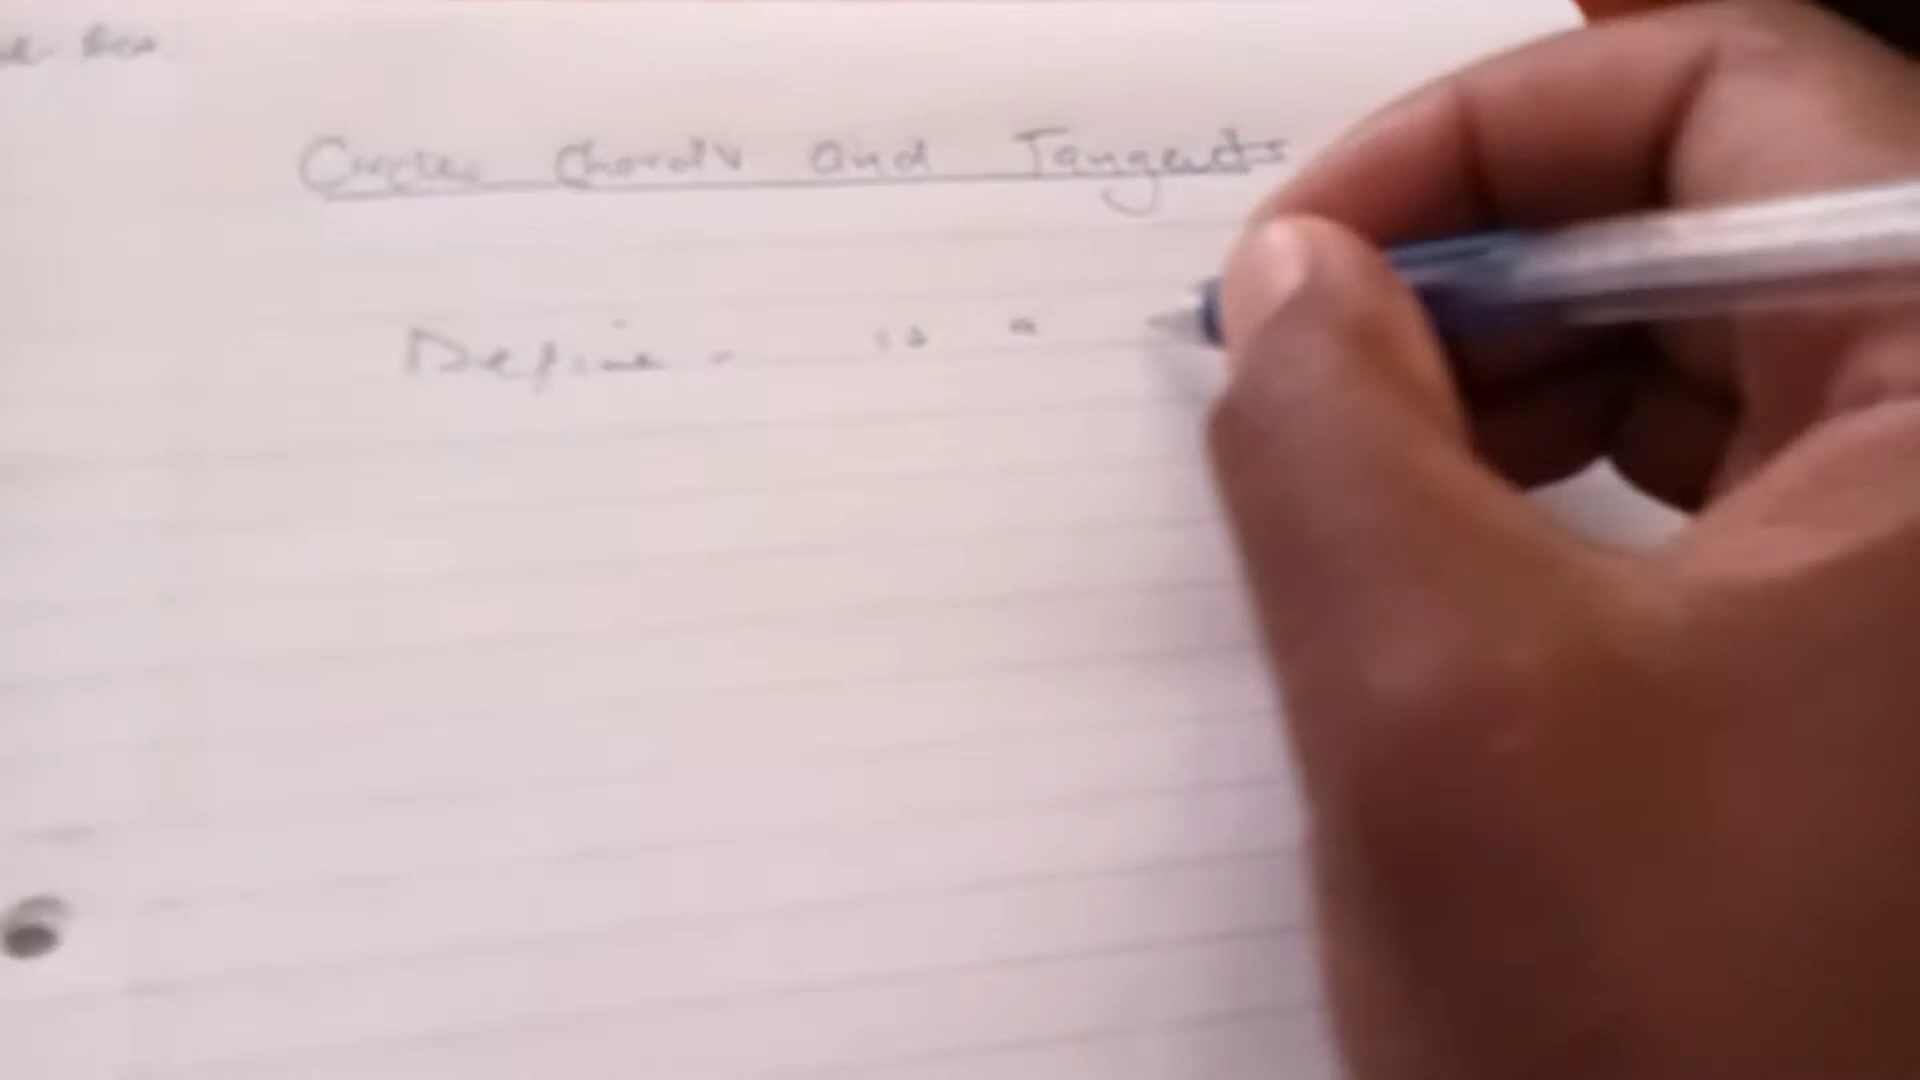 Circles Chords and Tangents
Define - is a